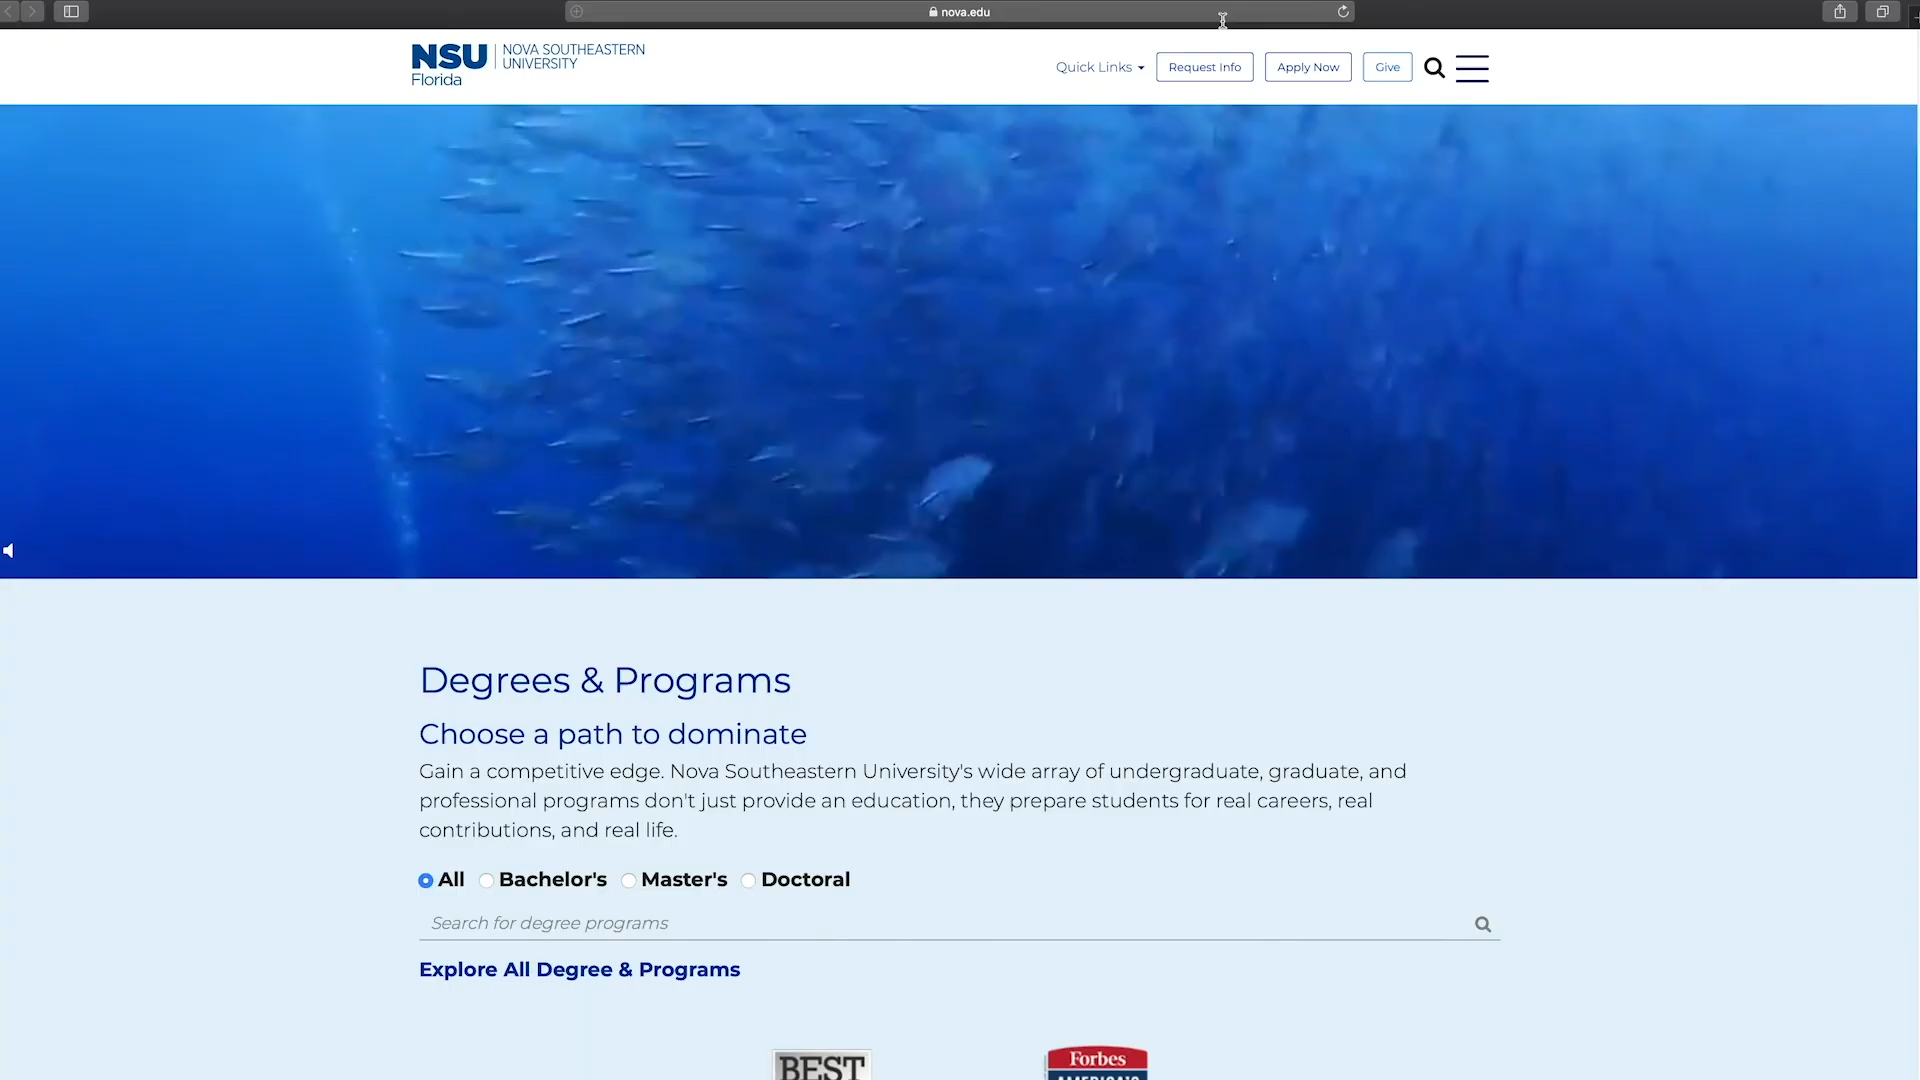 nova.edu
NSU
Florida
NOVA SOUTHEASTERN
UNIVERSITY
Quick Links
Request Info
Apply Now
Give
Degrees & Programs
Choose a path to dominate
Gain a competitive edge. Nova Southeastern University's wide array of undergraduate, graduate, and
professional programs don't just provide an education, they prepare students for real careers, real
contributions, and real life.
All Bachelor's Master's Doctoral
Search for degree programs
Explore All Degree & Programs
BEST
Forbes
AMERICA'S